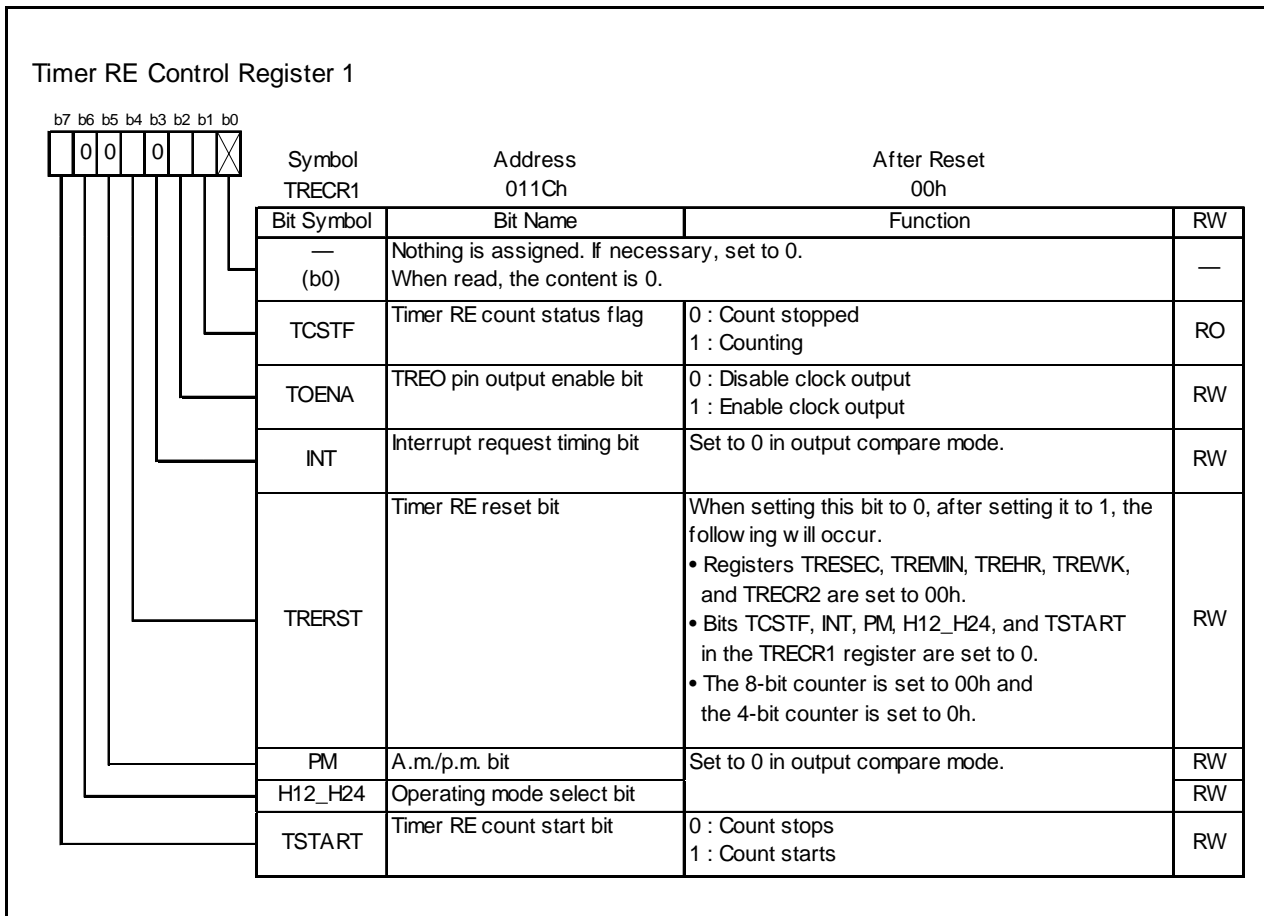 Timer RE Control Register 1
b7 b6 b5 b4 b3 b2 b1 b0
0 0 0
Symbol Address After Reset
TRECR1 011Ch 00h
Bit Symbol Bit Name Function RW
—
(b0)
Nothing is assigned. If necessary, set to 0.
When read, the content is 0.
—
TCSTF
Timer RE count status flag
0 : Count stopped
1 : Counting
RO
TOENA
TREO pin output enable bit
0 : Disable clock output
1 : Enable clock output
RW
INT
Interrupt request timing bit
Set to 0 in output compare mode.
RW
TRERST
Timer RE reset bit
When setting this bit to 0, after setting it to 1, the
following will occur.
• Registers TRESEC, TREMIN, TREHR, TREWK,
and TRECR2 are set to 00h.
• Bits TCSTF, INT, PM, H12_H24, and TSTART
in the TRECR1 register are set to 0.
• The 8-bit counter is set to 00h and
the 4-bit counter is set to 0h.
RW
PM A.m./p.m. bit Set to 0 in output compare mode. RW
H12_H24 Operating mode select bit RW
TSTART
Timer RE count start bit
0 : Count stops
1 : Count starts
RW